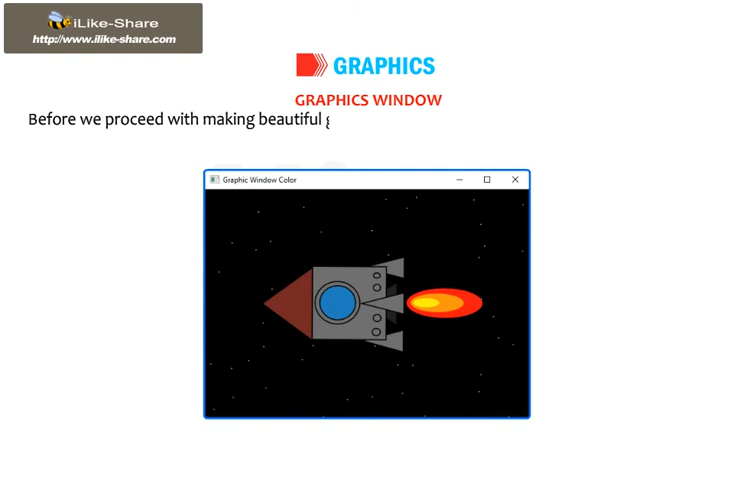 iLike-Share
http://www.ilike-share.com
GRAPHICS
GRAPHICS WINDOW
Before we proceed with making beautiful
Graphic Window Color